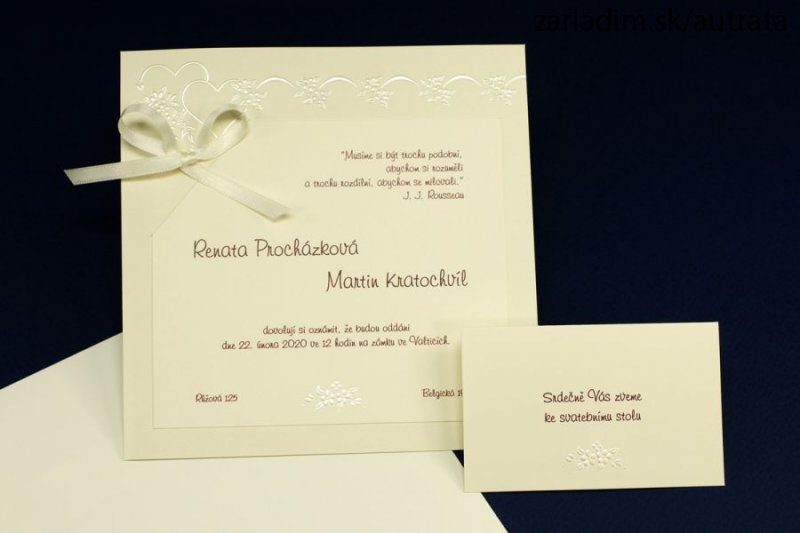 zariadim.sk/autrata
"Musíme si být trochu podobni,
abychom si rozuměli
a trochu rozdílní, abychom se milovali."
J. J. Rousseau
Renata Procházková
Martin Kratochvíl
dovolují si oznámit, že budou oddáni
dne 22. února 2020 ve 12 hodin na zámku ve Valticích.
Růžová 125
Belgická
Srdečně Vás zveme
ke svatebnímu stolu